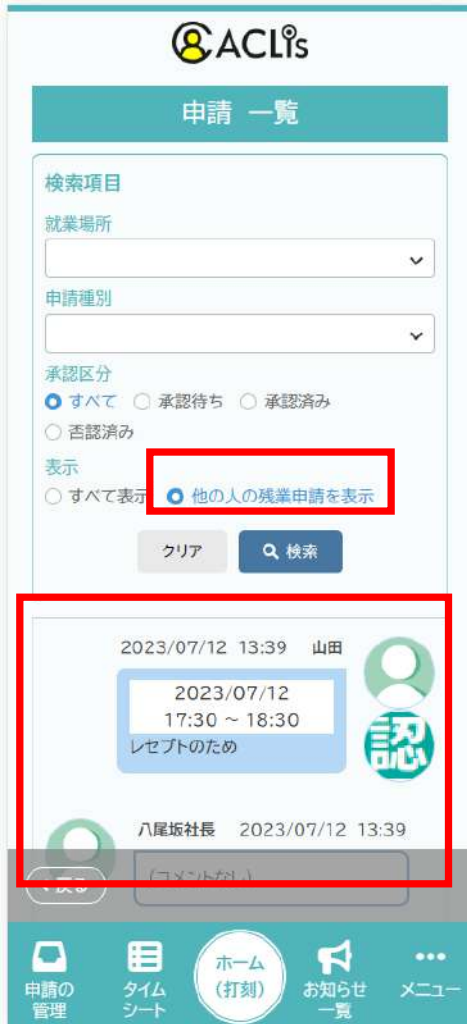 ACLiS
申請 一覧
検索項目
就業場所
申請種別
承認区分
すべて 承認待ち 承認済み
否認済み
表示
すべて表示 他の人の残業申請を表示
クリア 検索
2023/07/12 13:39 山田
2023/07/12
17:30 ~ 18:30
レセプトのため
認
八尾坂社長 2023/07/12 13:39
(コメントなし)
< 戻る
申請の
管理
タイム
シート
ホーム
(打刻)
お知らせ
一覧
メニュー